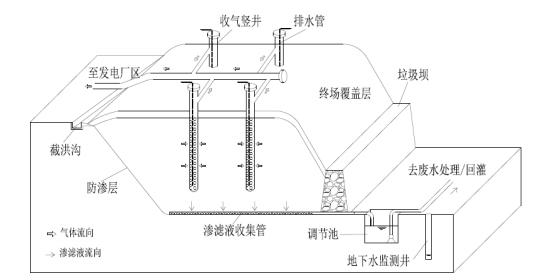 收气竖井
排水管
至发电厂区
终场覆盖层
垃圾坝
截洪沟
防渗层
去废水处理/回灌
渗滤液收集管
调节池
地下水监测井
气体流向
渗滤液流向